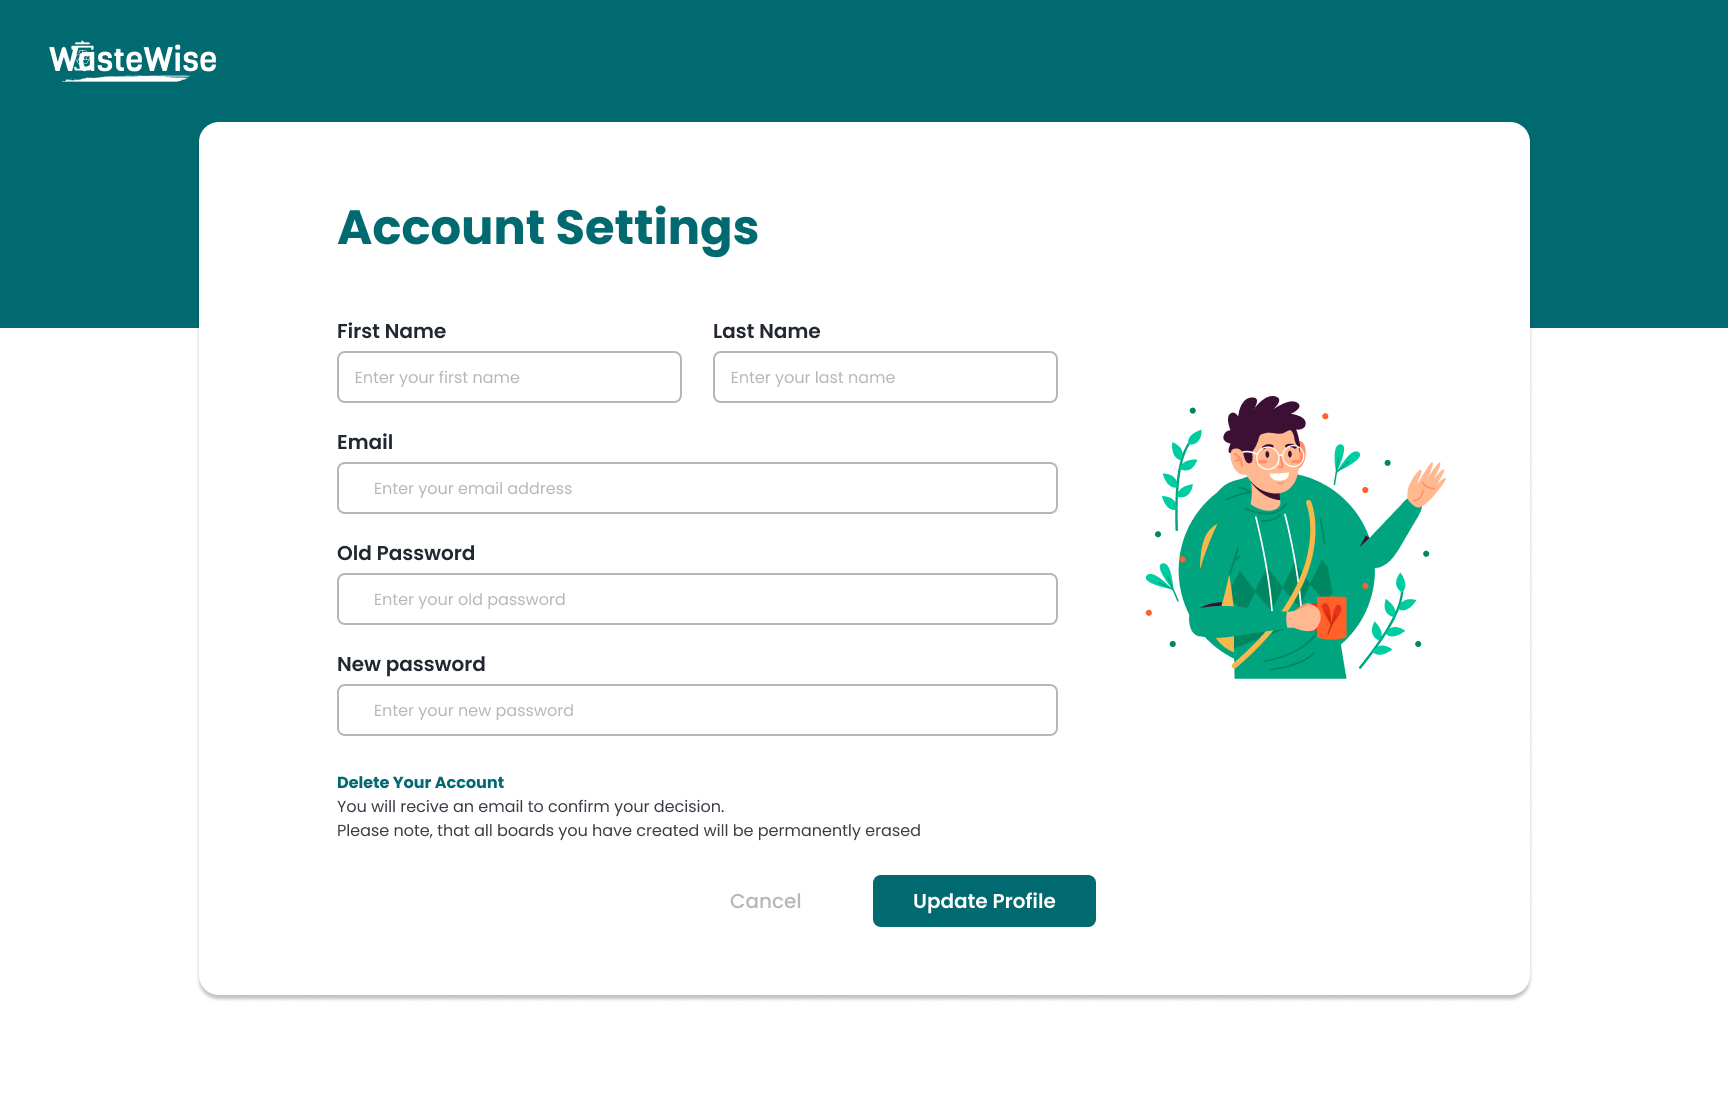 WasteWise
Account Settings
First Name
Last Name
Enter your first name
Enter your last name
Email
Enter your email address
Old Password
Enter your old password
New password
Enter your new password
Delete Your Account
You will recive an email to confirm your decision.
Please note, that all boards you have created will be permanently erased
Cancel
Update Profile